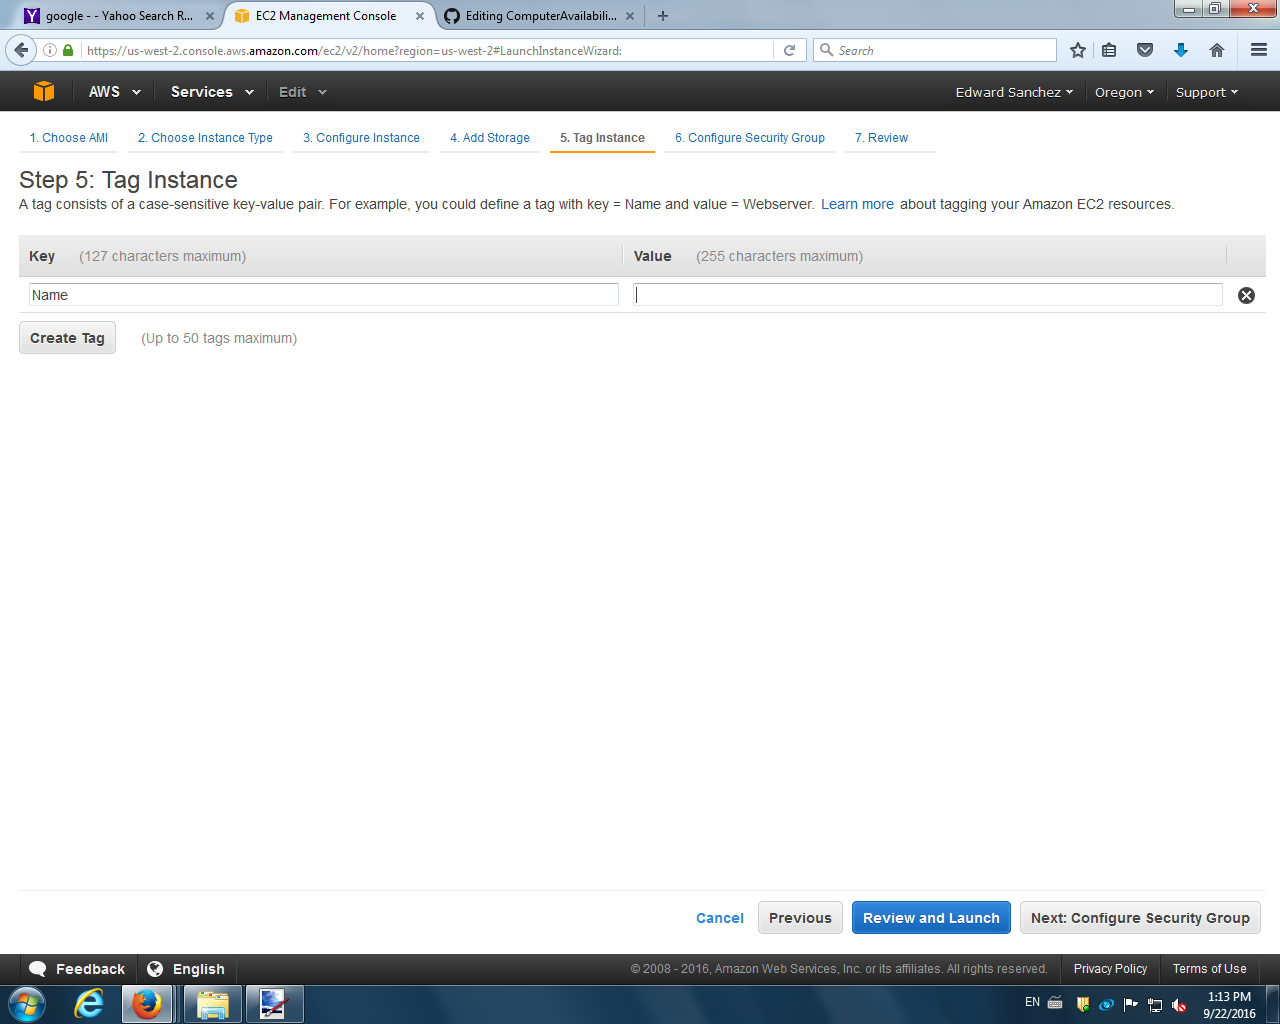 google - - Yahoo Search R...
EC2 Management Console
Editing ComputerAvailabili...
https://us-west-2.console.aws.amazon.com/ec2/v2/home?region=us-west-2#LaunchInstanceWizard:
Search
AWS
Services
Edit
Edward Sanchez
Oregon
Support
1. Choose AMI
2. Choose Instance Type
3. Configure Instance
4. Add Storage
5. Tag Instance
6. Configure Security Group
7. Review
Step 5: Tag Instance
A tag consists of a case-sensitive key-value pair. For example, you could define a tag with key = Name and value = Webserver. Learn more about tagging your Amazon EC2 resources.
Key (127 characters maximum)
Value (255 characters maximum)
Name
Create Tag
(Up to 50 tags maximum)
Cancel
Previous
Review and Launch
Next: Configure Security Group
Feedback
English
© 2008 - 2016, Amazon Web Services, Inc. or its affiliates. All rights reserved.
Privacy Policy
Terms of Use
EN
1:13 PM
9/22/2016